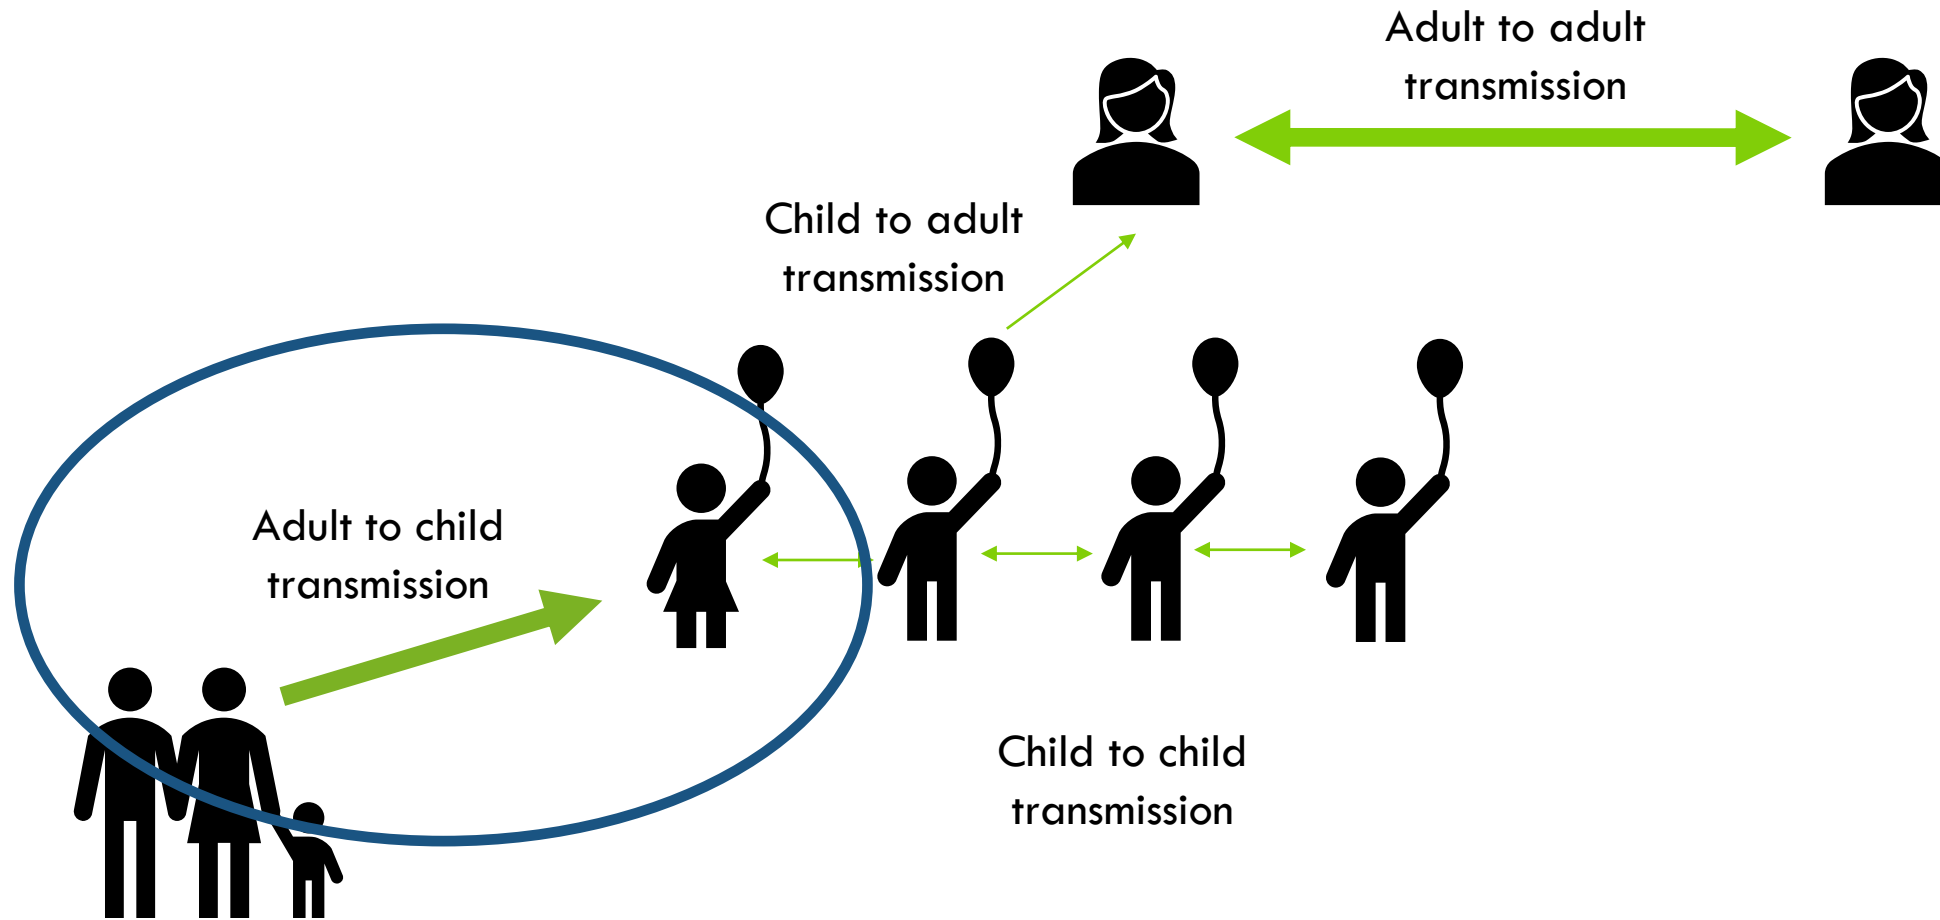 Adult to adult
transmission
Child to adult
transmission
Adult to child
transmission
Child to child
transmission